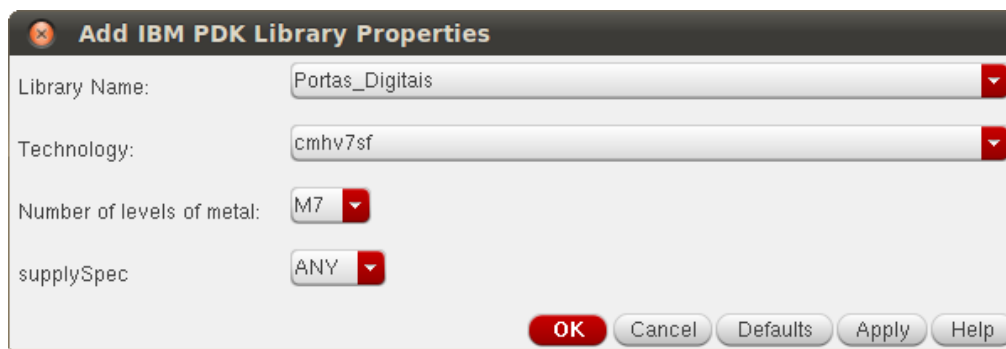 Add IBM PDK Library Properties
Library Name: Portas_Digitais
Technology: cmhv7sf
Number of levels of metal: M7
supplySpec ANY
OK Cancel Defaults Apply Help